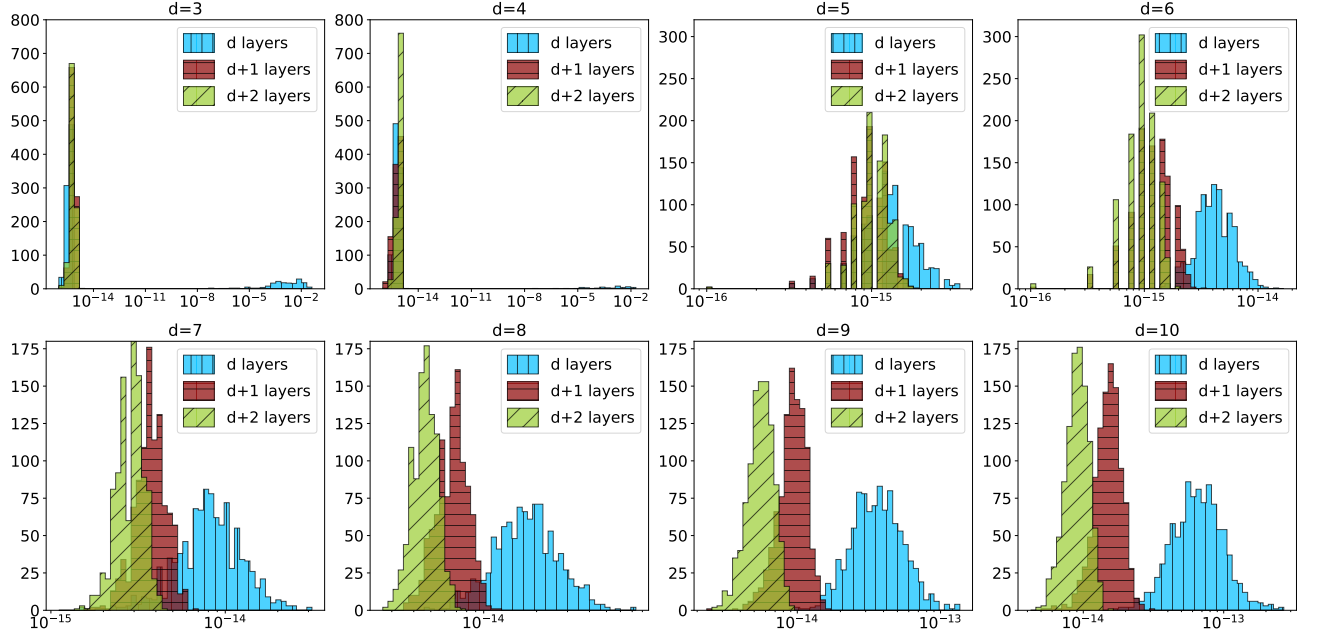 d=3
800
700
600
500
400
300
200
100
0
10⁻¹⁴ 10⁻¹¹ 10⁻⁸ 10⁻⁵ 10⁻²
d layers
d+1 layers
d+2 layers
d=4
800
700
600
500
400
300
200
100
0
10⁻¹⁴ 10⁻¹¹ 10⁻⁸ 10⁻⁵ 10⁻²
d layers
d+1 layers
d+2 layers
d=5
300
250
200
150
100
50
0
10⁻¹⁶ 10⁻¹⁵
d layers
d+1 layers
d+2 layers
d=6
300
250
200
150
100
50
0
10⁻¹⁶ 10⁻¹⁵ 10⁻¹⁴
d layers
d+1 layers
d+2 layers
d=7
175
150
125
100
75
50
25
0
10⁻¹⁵ 10⁻¹⁴
d layers
d+1 layers
d+2 layers
d=8
175
150
125
100
75
50
25
0
10⁻¹⁴
d layers
d+1 layers
d+2 layers
d=9
175
150
125
100
75
50
25
0
10⁻¹⁴ 10⁻¹³
d layers
d+1 layers
d+2 layers
d=10
175
150
125
100
75
50
25
0
10⁻¹⁴ 10⁻¹³
d layers
d+1 layers
d+2 layers